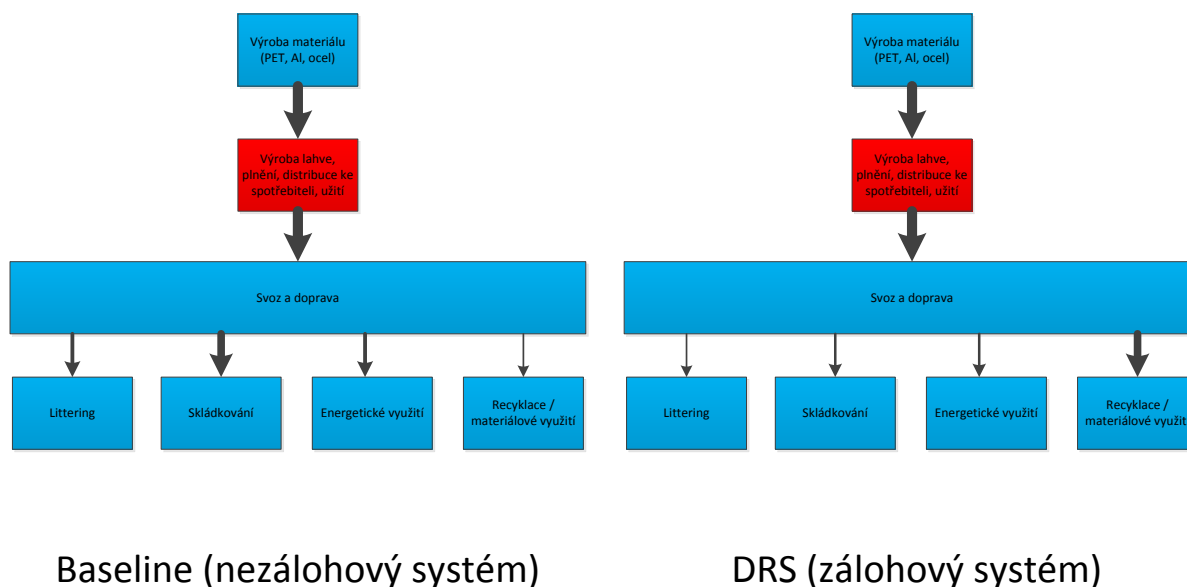 Výroba materiálu
(PET, Al, ocel)
Výroba lahve,
plnění, distribuce ke
spotřebiteli, užití
Svoz a doprava
Littering
Skládkování
Energetické využití
Recyklace /
materiálové využití
Baseline (nezálohový systém)
Výroba materiálu
(PET, Al, ocel)
Výroba lahve,
plnění, distribuce ke
spotřebiteli, užití
Svoz a doprava
Littering
Skládkování
Energetické využití
Recyklace /
materiálové využití
DRS (zálohový systém)